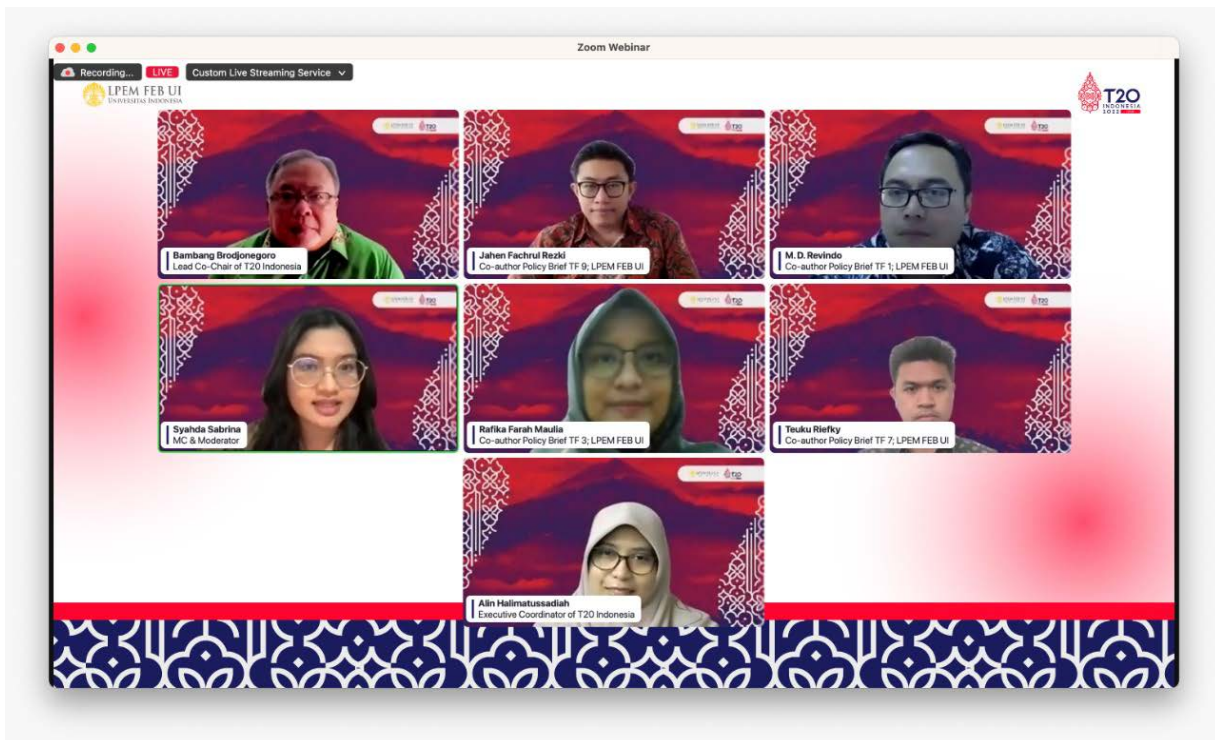 Zoom Webinar
Recording...
LIVE
Custom Live Streaming Service
LPEM FEB UI
UNIVERSITAS INDONESIA
T20
INDONESIA
2022
Bambang Brodjonegoro
Lead Co-Chair of T20 Indonesia
Jahen Fachrul Rezki
Co-author Policy Brief TF 9; LPEM FEB UI
M. D. Revindo
Co-author Policy Brief TF 1; LPEM FEB UI
Syahda Sabrina
MC & Moderator
Rafika Farah Maulia
Co-author Policy Brief TF 3; LPEM FEB UI
Teuku Riefky
Co-author Policy Brief TF 7; LPEM FEB UI
Alin Halimatussadiah
Executive Coordinator of T20 Indonesia